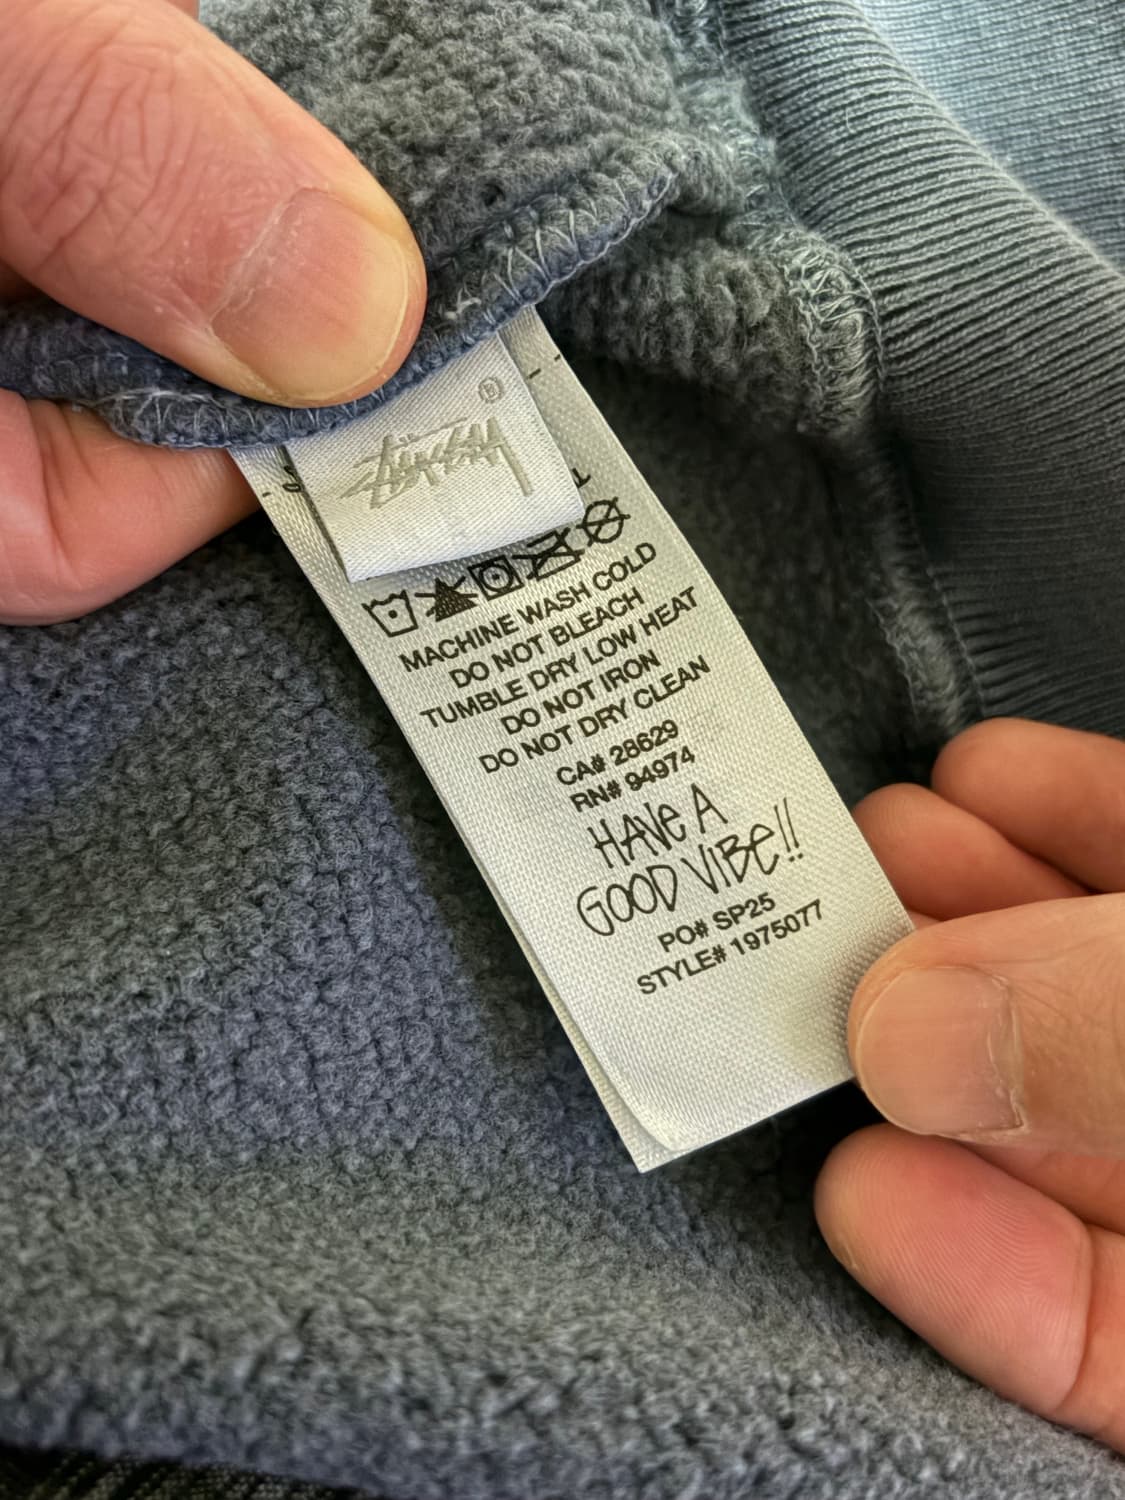 STÜSSY ®
MACHINE WASH COLD
DO NOT BLEACH
TUMBLE DRY LOW HEAT
DO NOT IRON
DO NOT DRY CLEAN
CA# 28629
RN# 94974
HAVe A
GOOD VIBe!!
PO# SP25
STYLE# 1975077